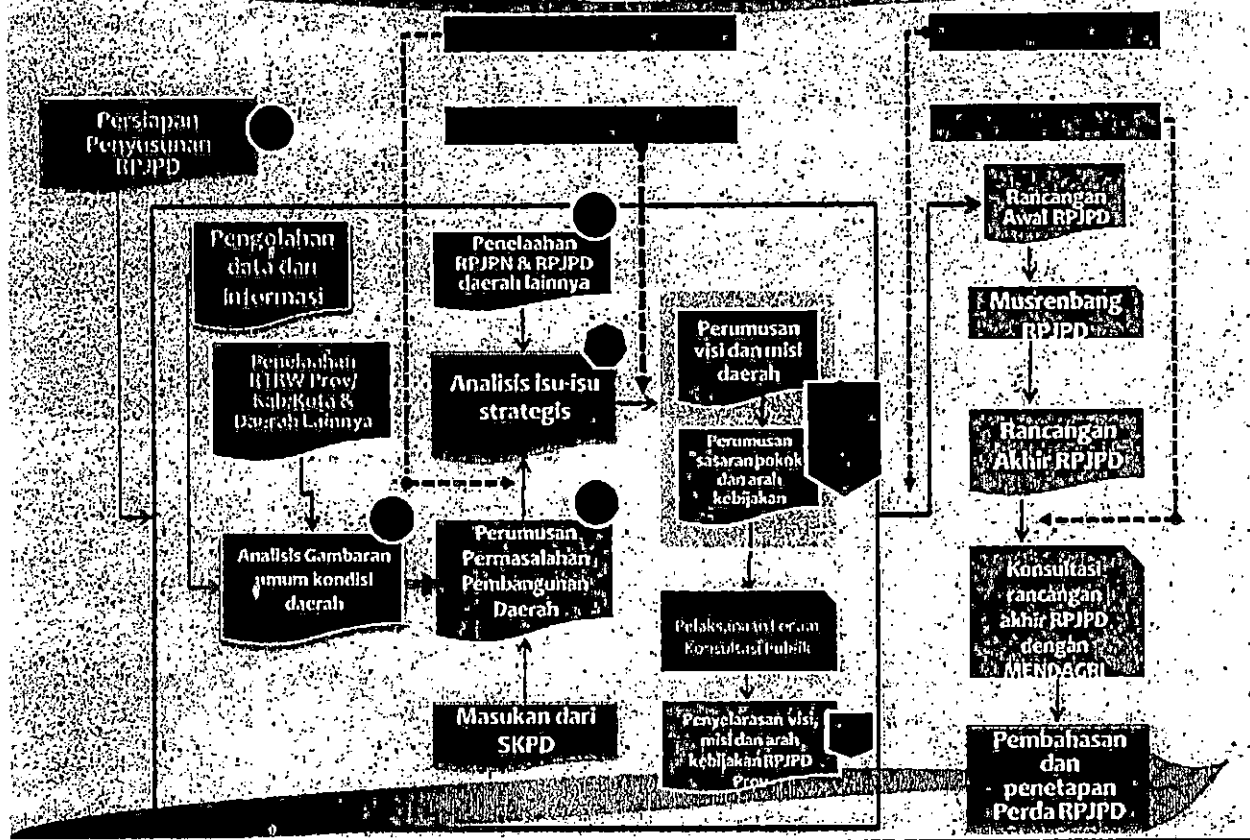 Persiapan
Penyusunan
RPJPD
Pengolahan
data dan
informasi
Penelaahan
RTRW Prov/
Kab/Kota &
Daerah Lainnya
Analisis Gambaran
umum kondisi
daerah
Penelaahan
RPJPN & RPJPD
daerah lainnya
Analisis isu-isu
strategis
Perumusan
Permasalahan
Pembangunan
Daerah
Masukan dari
SKPD
Perumusan
visi dan misi
daerah
Perumusan
sasaran pokok
dan arah
kebijakan
Pelaksanaan Forum
Konsultasi Publik
Penyelarasan visi,
misi dan arah
kebijakan RPJPD
Prov
Rancangan
Awal RPJPD
Musrenbang
RPJPD
Rancangan
Akhir RPJPD
Konsultasi
rancangan
akhir RPJPD
dengan
MENDAGRI
Pembahasan
dan
penetapan
Perda RPJPD